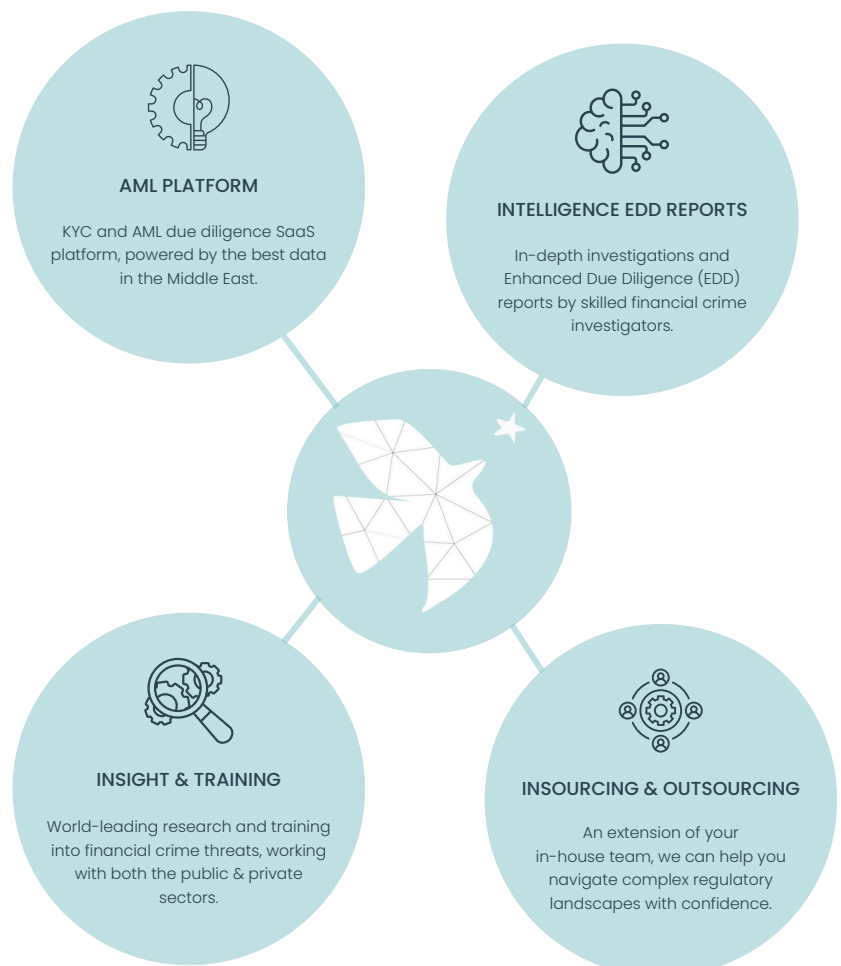 AML PLATFORM
KYC and AML due diligence SaaS
platform, powered by the best data
in the Middle East.
INTELLIGENCE EDD REPORTS
In-depth investigations and
Enhanced Due Diligence (EDD)
reports by skilled financial crime
investigators.
INSIGHT & TRAINING
World-leading research and training
into financial crime threats, working
with both the public & private
sectors.
INSOURCING & OUTSOURCING
An extension of your
in-house team, we can help you
navigate complex regulatory
landscapes with confidence.